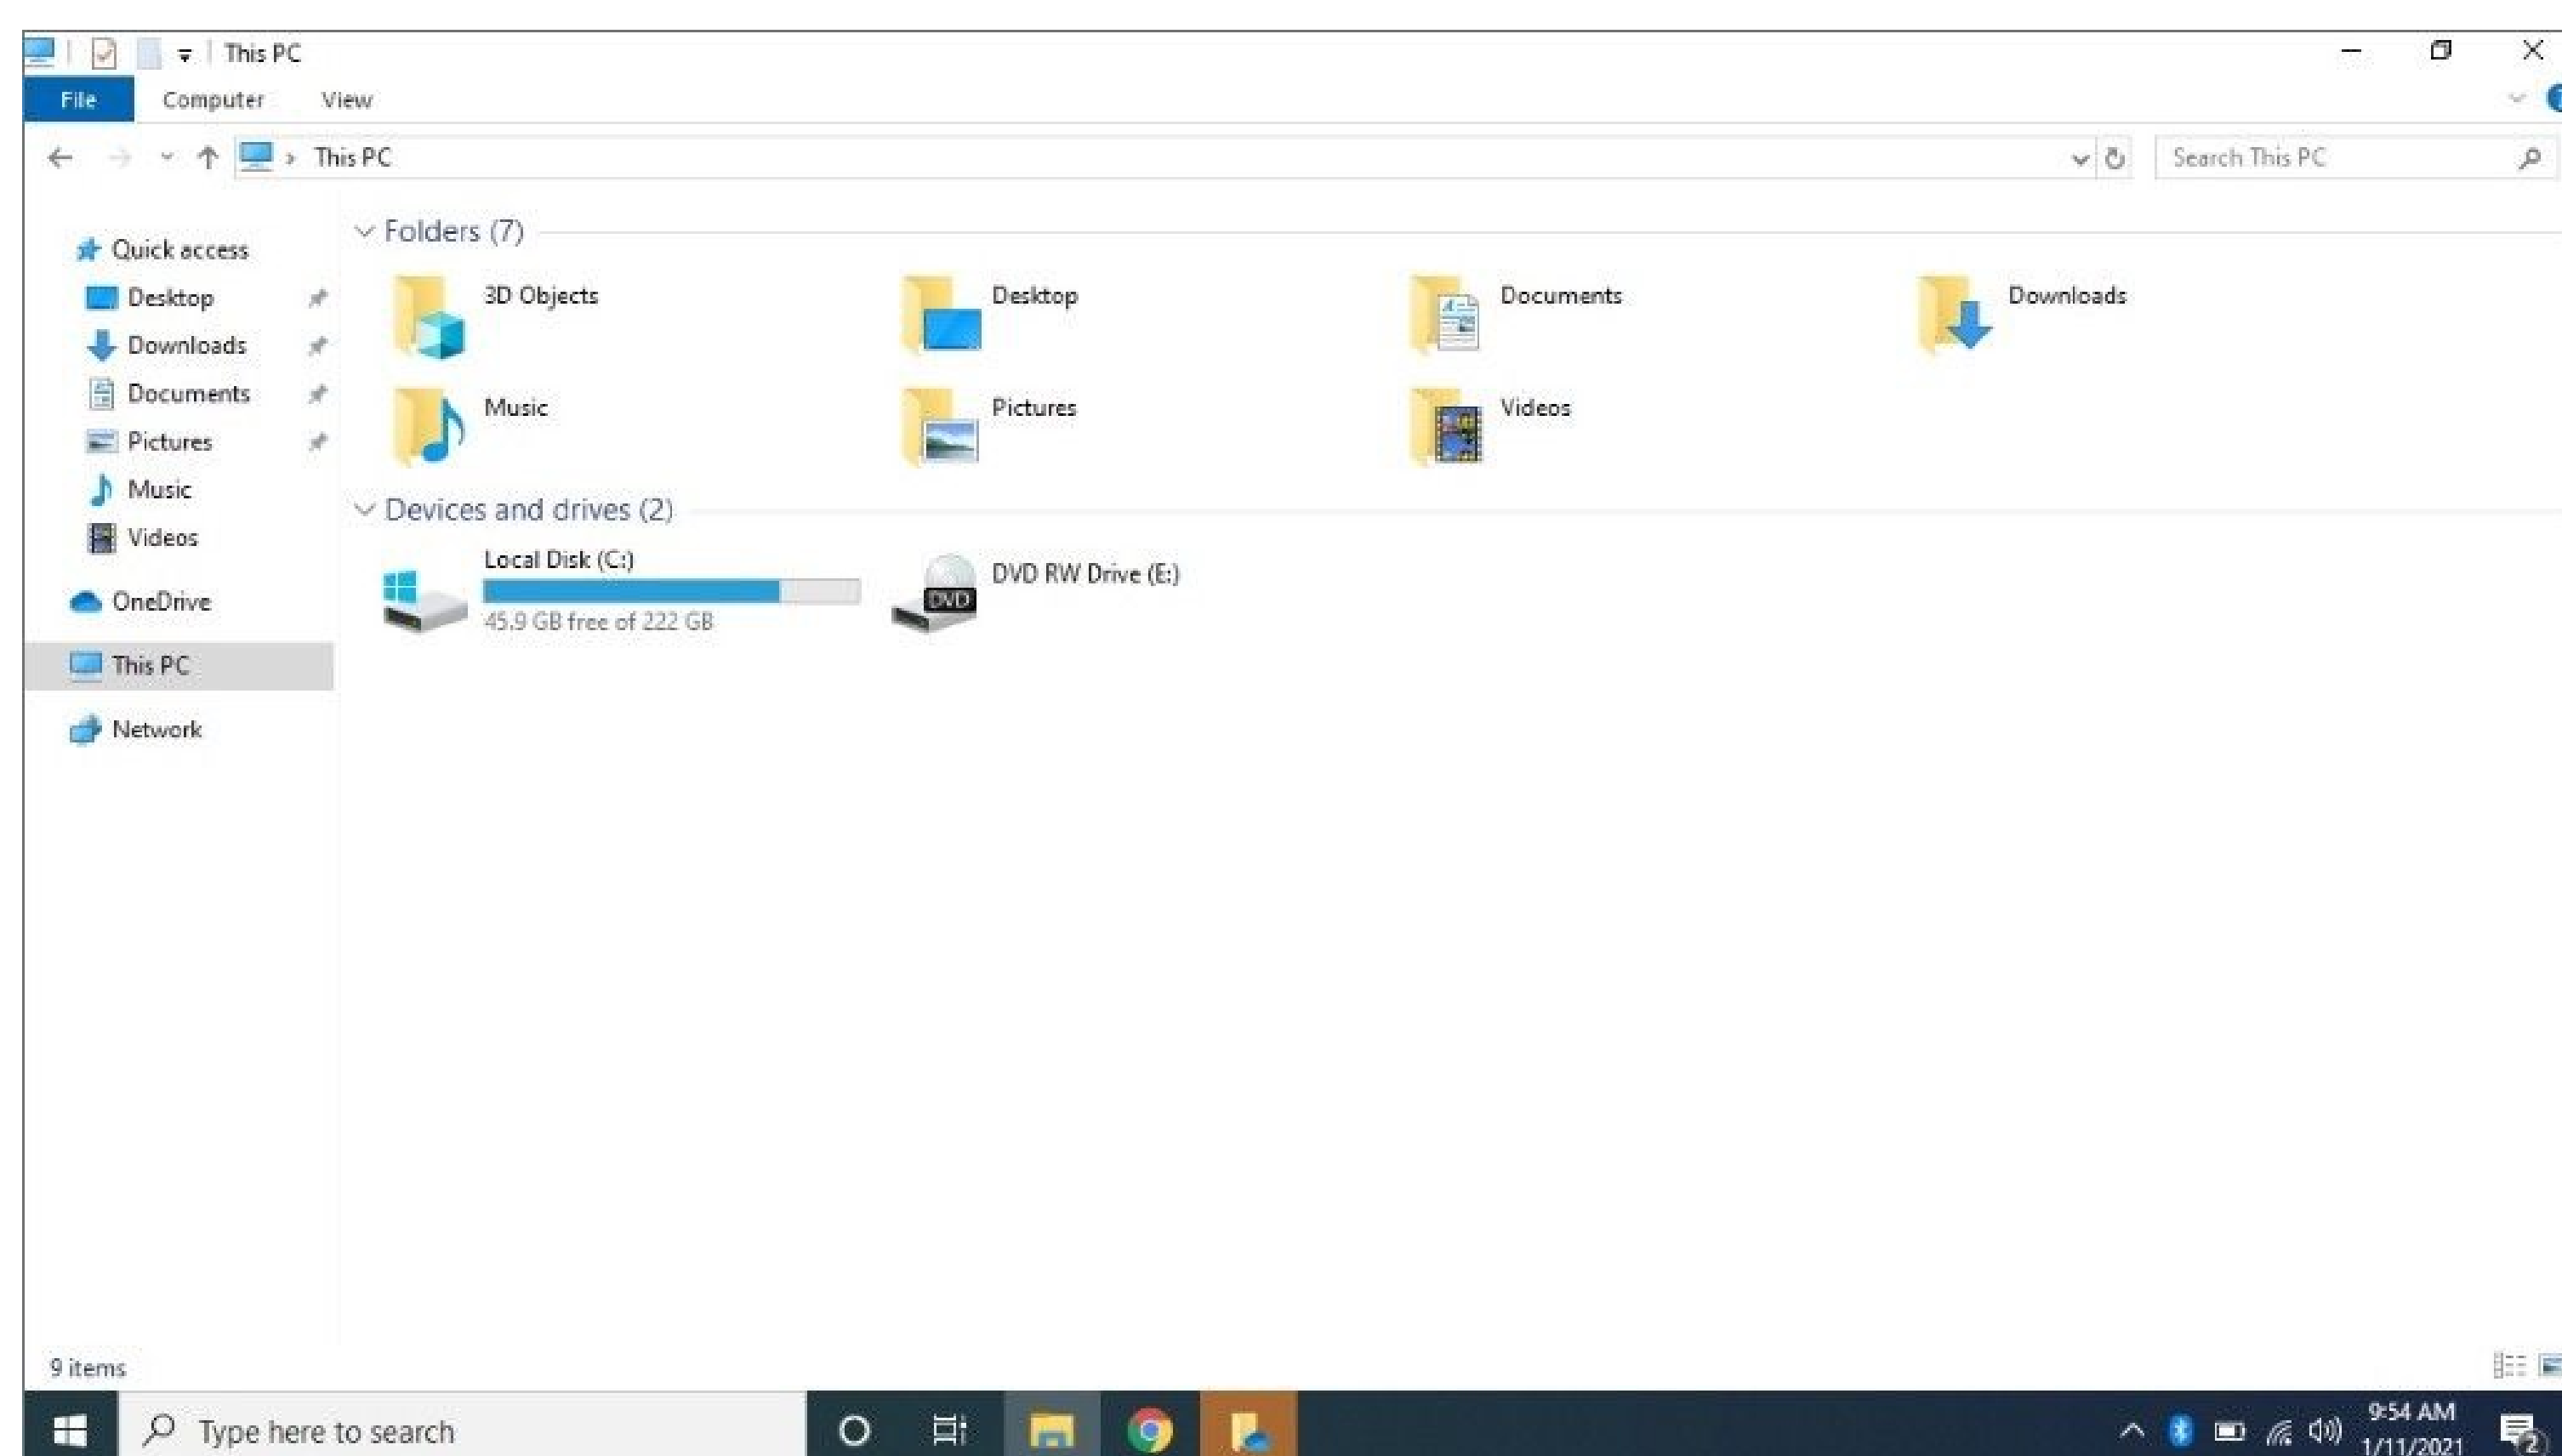 This PC
File Computer View
This PC
Search This PC
Quick access
Desktop
Downloads
Documents
Pictures
Music
Videos
OneDrive
This PC
Network
Folders (7)
3D Objects Desktop Documents Downloads
Music Pictures Videos
Devices and drives (2)
Local Disk (C:)
45.9 GB free of 222 GB
DVD RW Drive (E:)
DVD
9 items
Type here to search
9:54 AM
1/11/2021
2